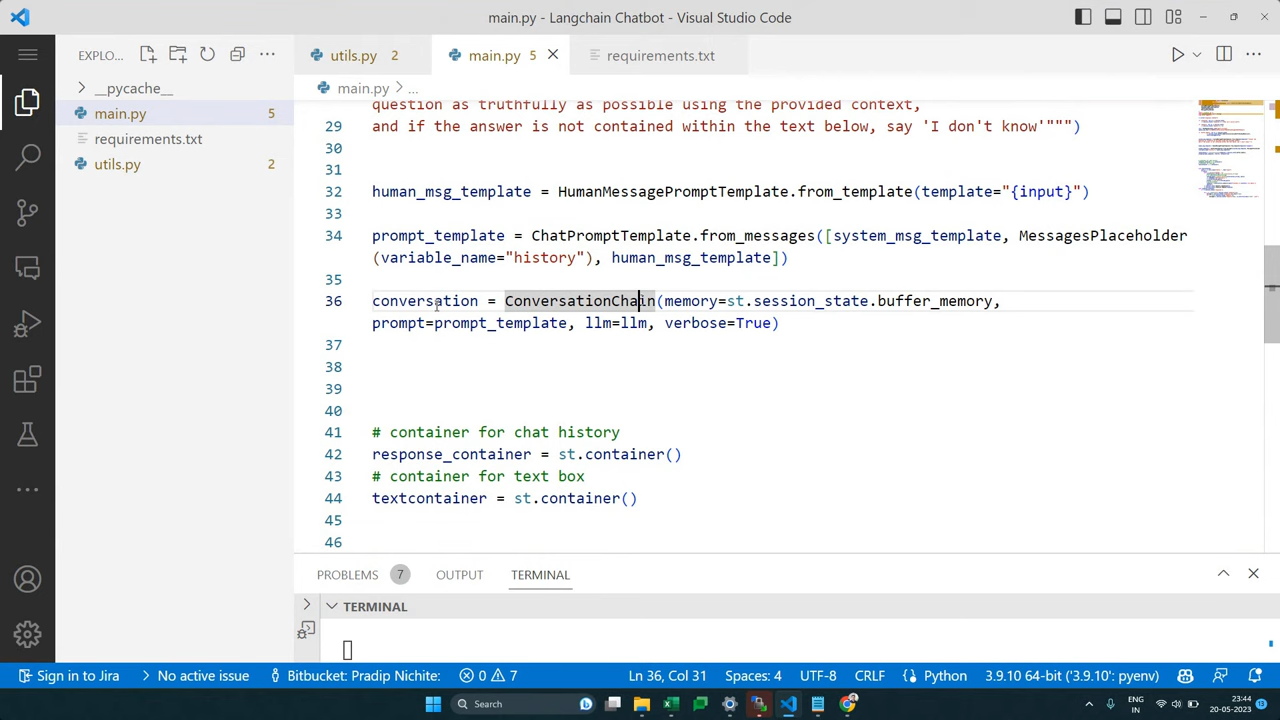 main.py - Langchain Chatbot - Visual Studio Code
EXPLO...
utils.py 2
main.py 5
requirements.txt
main.py > ...
__pycache__
main.py 5
requirements.txt
utils.py 2
question as truthfully as possible using the provided context,
29 and if the is not contained within the text below, say 't know'""")
30
31
32 human_msg_template = HumanMessagePromptTemplate.from_template(template="{input}")
33
34 prompt_template = ChatPromptTemplate.from_messages([system_msg_template, MessagesPlaceholder
(variable_name="history"), human_msg_template])
35
36 conversation = ConversationChain(memory=st.session_state.buffer_memory,
prompt=prompt_template, llm=llm, verbose=True)
37
38
39
40
41 # container for chat history
42 response_container = st.container()
43 # container for text box
44 textcontainer = st.container()
45
46
PROBLEMS 7 OUTPUT TERMINAL
TERMINAL
Sign in to Jira No active issue Bitbucket: Pradip Nichite: 0 7 Ln 36, Col 31 Spaces: 4 UTF-8 CRLF Python 3.9.10 64-bit ('3.9.10': pyenv)
Search
ENG
IN
23:44
20-05-2023